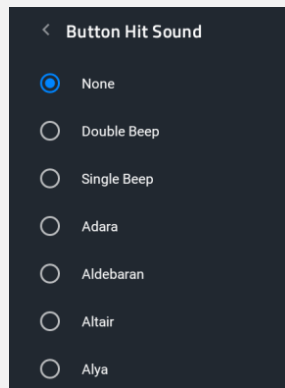 Button Hit Sound
None
Double Beep
Single Beep
Adara
Aldebaran
Altair
Alya